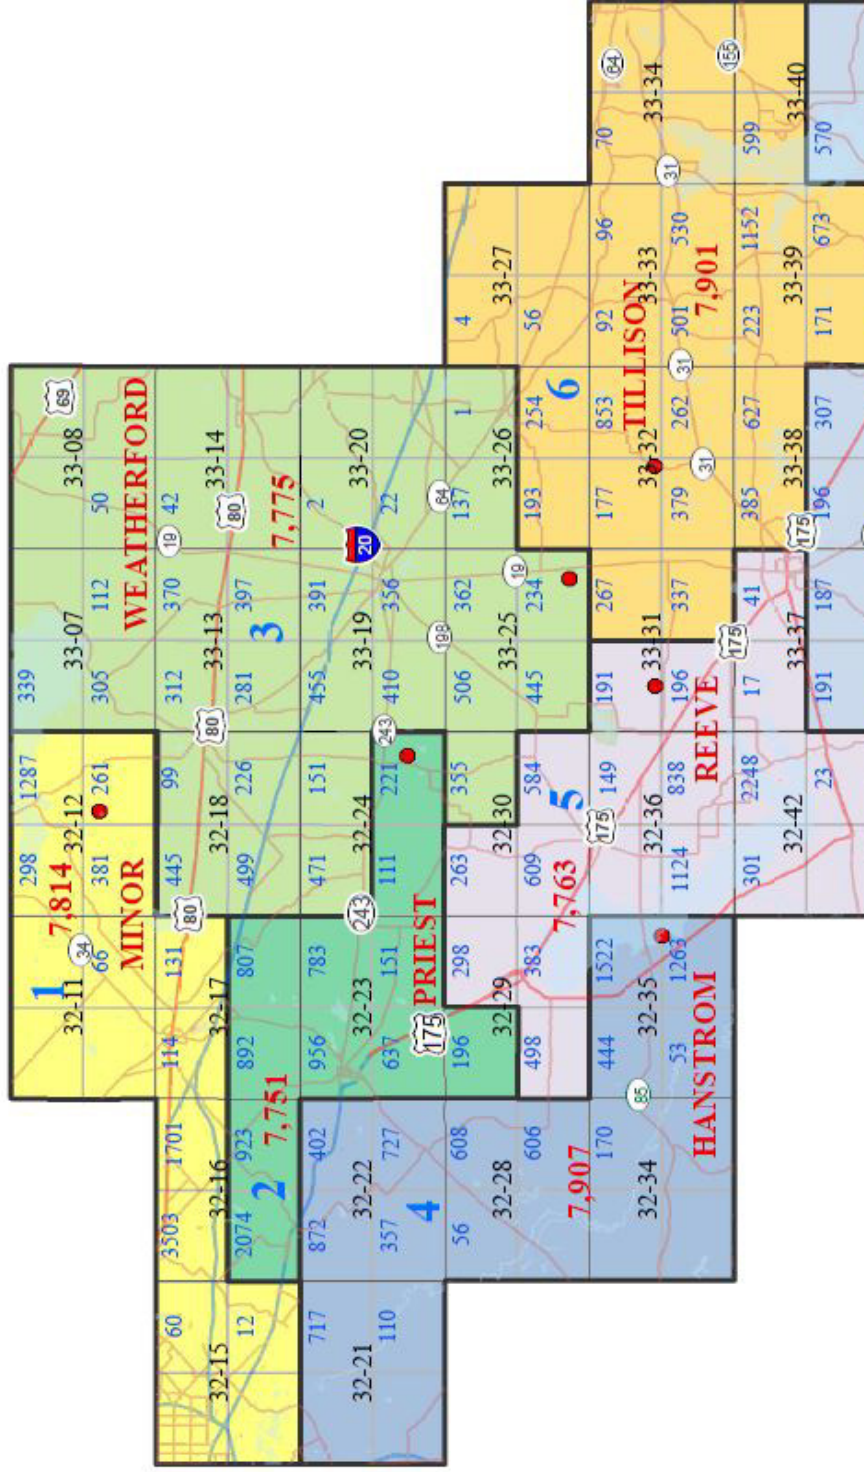 298 1287 339
1 7,814 69
32-11 34 32-12 33-07 33-08
66 381 261 305 112 50
MINOR WEATHERFORD
60 3503 1701 114 131 445 99 312 370 19 42
80 80 80
32-15 32-16 32-17 32-18 33-13 33-14
12 2074 923 892 807 499 226 281 397
2 7,751 3 7,775
717 872 402 956 783 471 151 455 391 2
32-21 32-22 32-23 243 32-24 33-19 20 33-20
110 357 727 637 151 111 221 243 410 356 22
4 175 PRIEST 198 64
56 608 196 298 263 355 506 362 137 1 4
32-28 32-29 32-30 33-25 19 33-26 33-27
606 498 383 609 584 445 234 193 254 56
7,907 7,763 5 6
170 444 1522 175 149 191 267 177 853 92 96 70 64
TILLISON
32-34 85 32-35 32-36 33-31 33-32 33-33 33-34
53 1263 1124 838 196 337 379 262 31 501 530 31
HANSTROM REEVE 31 7,901
301 2248 17 175 41 385 627 223 1152 599 155
32-42 33-37 175 33-38 33-39 33-40
23 191 187 196 307 171 673 570